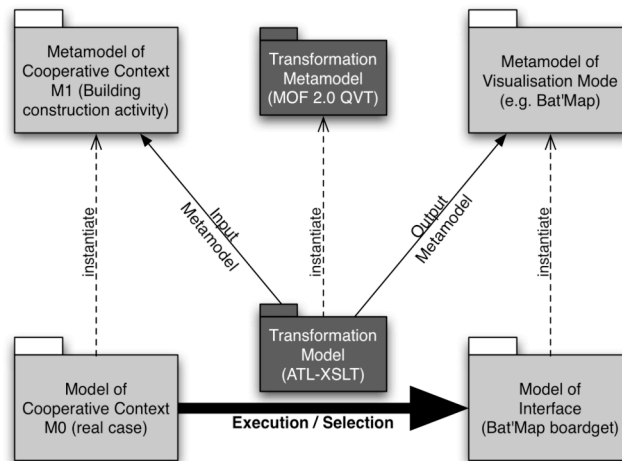 Metamodel of
Cooperative Context
M1 (Building
construction activity)
Transformation
Metamodel
(MOF 2.0 QVT)
Metamodel of
Visualisation Mode
(e.g. Bat'Map)
instantiate
Input
Metamodel
instantiate
Output
Metamodel
instantiate
Model of
Cooperative Context
M0 (real case)
Transformation
Model
(ATL-XSLT)
Execution / Selection
Model of
Interface
(Bat'Map boardget)